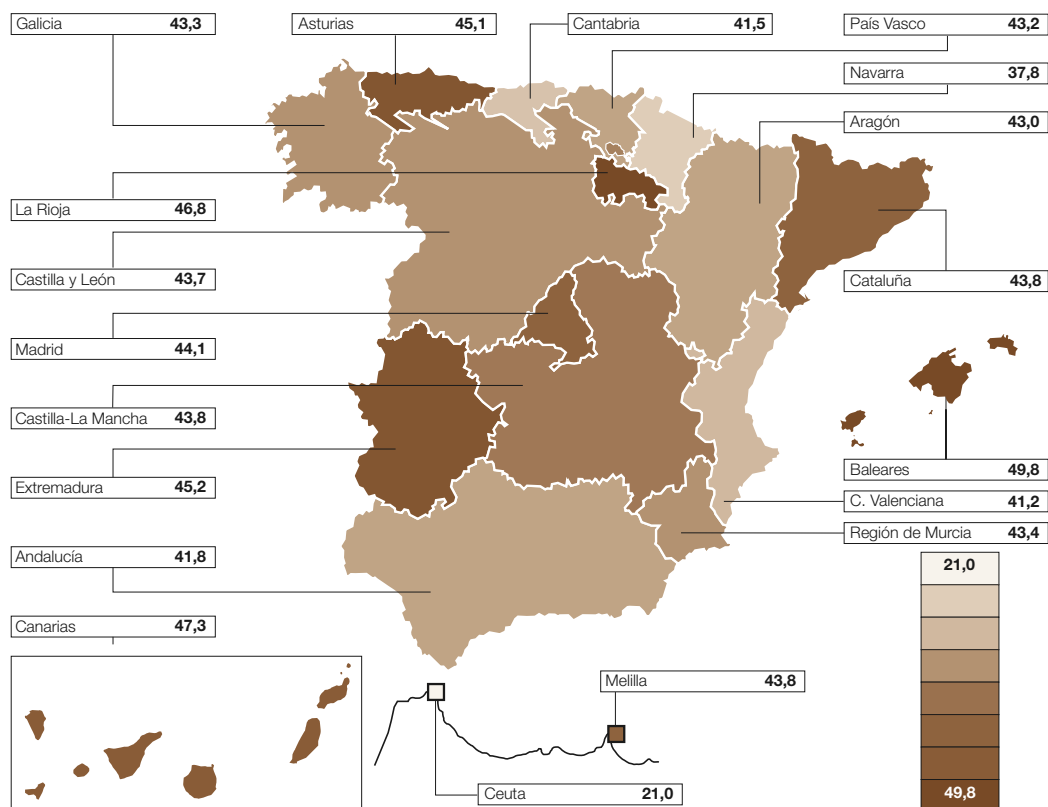 Galicia 43,3
Asturias 45,1
Cantabria 41,5
País Vasco 43,2
Navarra 37,8
Aragón 43,0
La Rioja 46,8
Castilla y León 43,7
Cataluña 43,8
Madrid 44,1
Castilla-La Mancha 43,8
Extremadura 45,2
Baleares 49,8
C. Valenciana 41,2
Región de Murcia 43,4
Andalucía 41,8
Canarias 47,3
Melilla 43,8
Ceuta 21,0
21,0
49,8